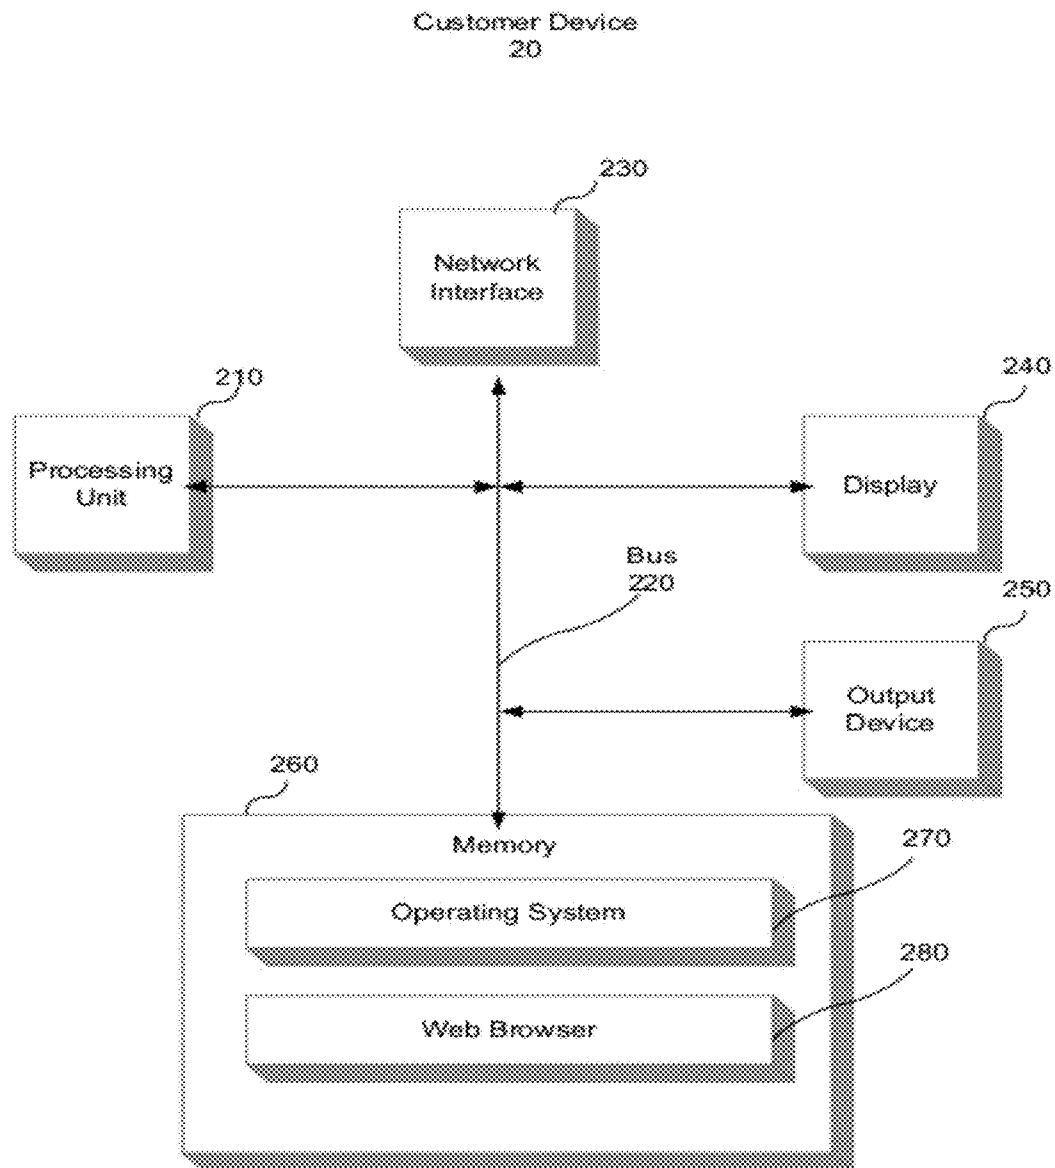 Customer Device
20
230
Network
Interface
210
Processing
Unit
240
Display
Bus
220
250
Output
Device
260
Memory
270
Operating System
280
Web Browser